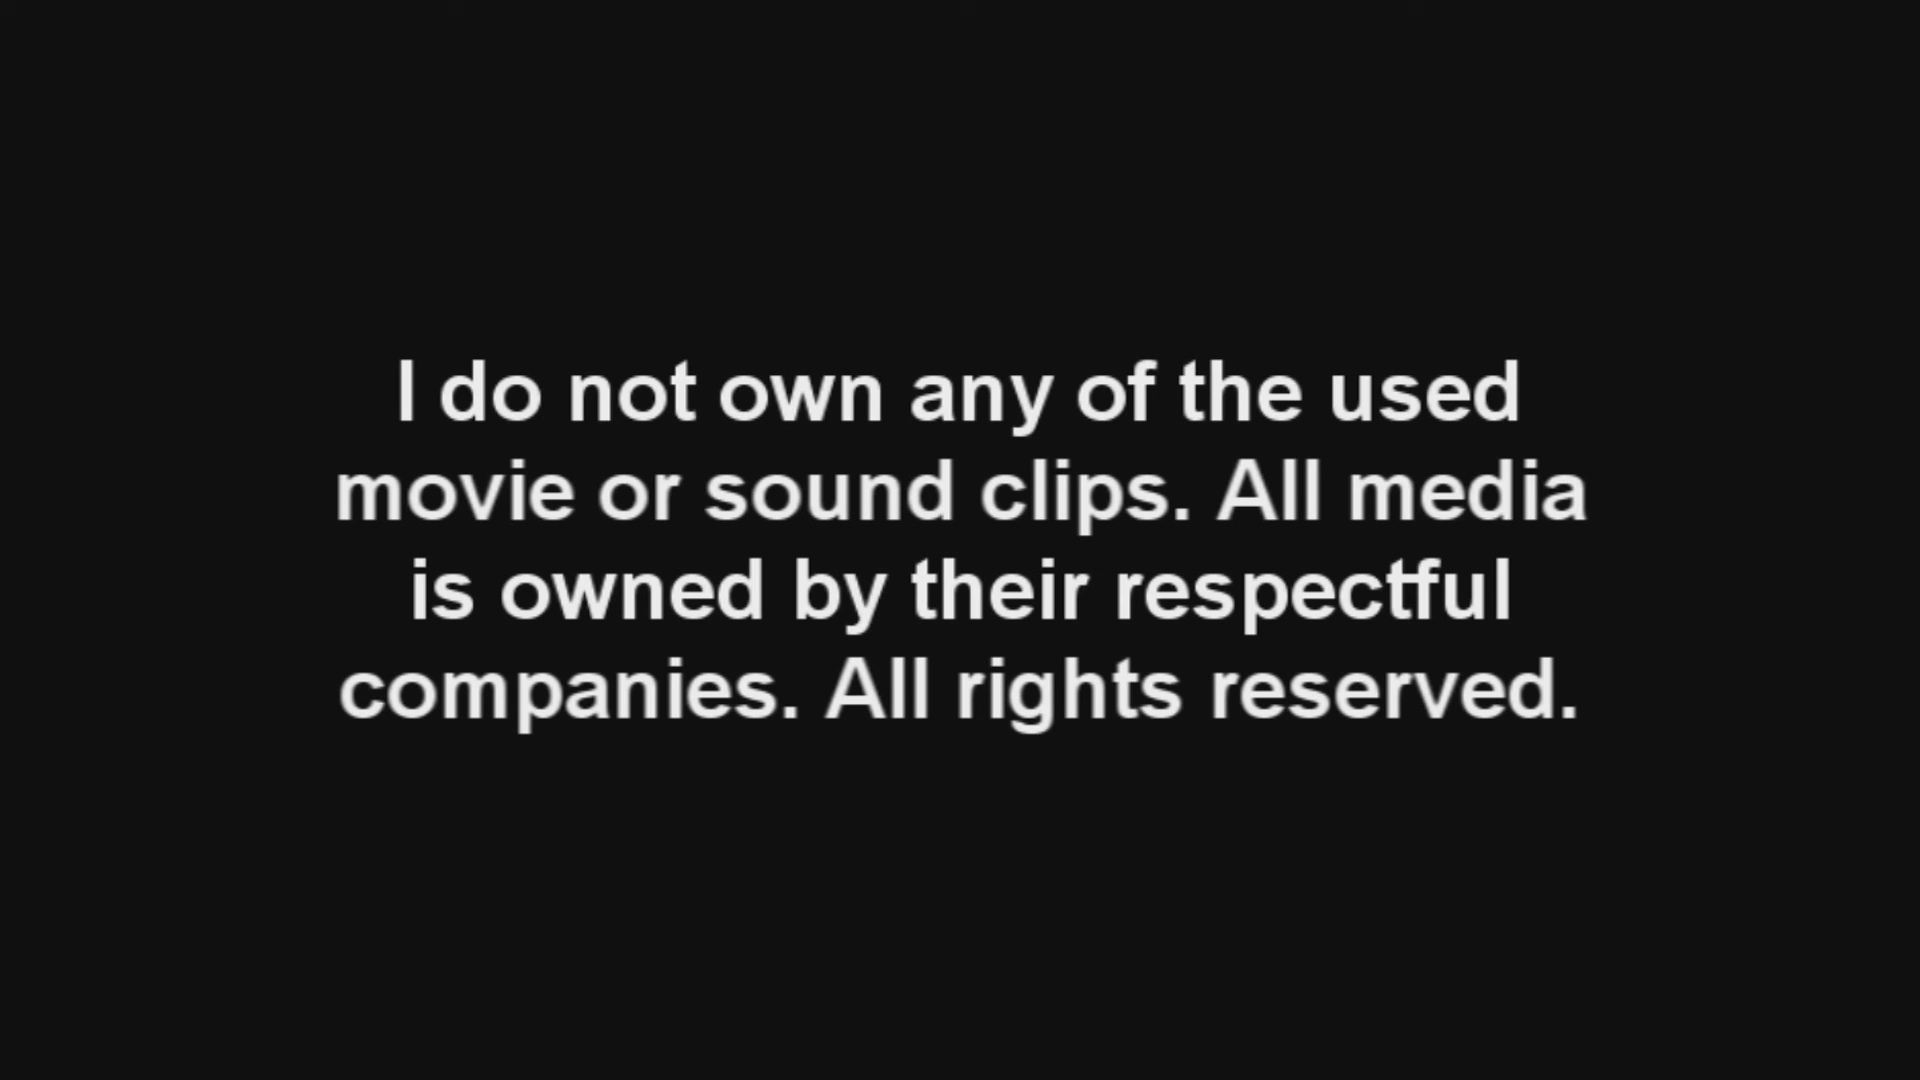 I do not own any of the used
movie or sound clips. All media
is owned by their respectful
companies. All rights reserved.